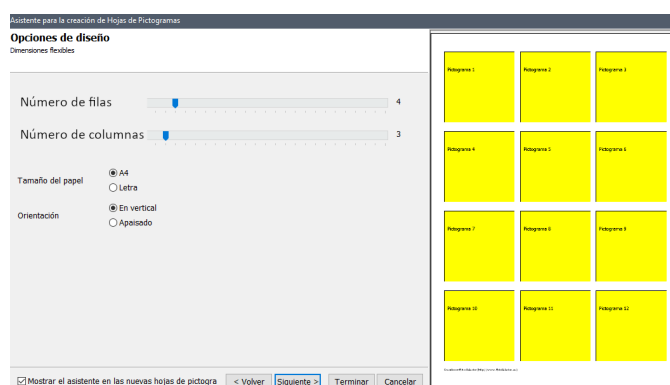 Asistente para la creación de Hojas de Pictogramas
Opciones de diseño
Dimensiones flexibles
Número de filas 4
Número de columnas 3
Tamaño del papel
A4
Letra
Orientación
En vertical
Apaisado
Mostrar el asistente en las nuevas hojas de pictogra
< Volver Siguiente > Terminar Cancelar
Pictograma 1 Pictograma 2 Pictograma 3
Pictograma 4 Pictograma 5 Pictograma 6
Pictograma 7 Pictograma 8 Pictograma 9
Pictograma 10 Pictograma 11 Pictograma 12